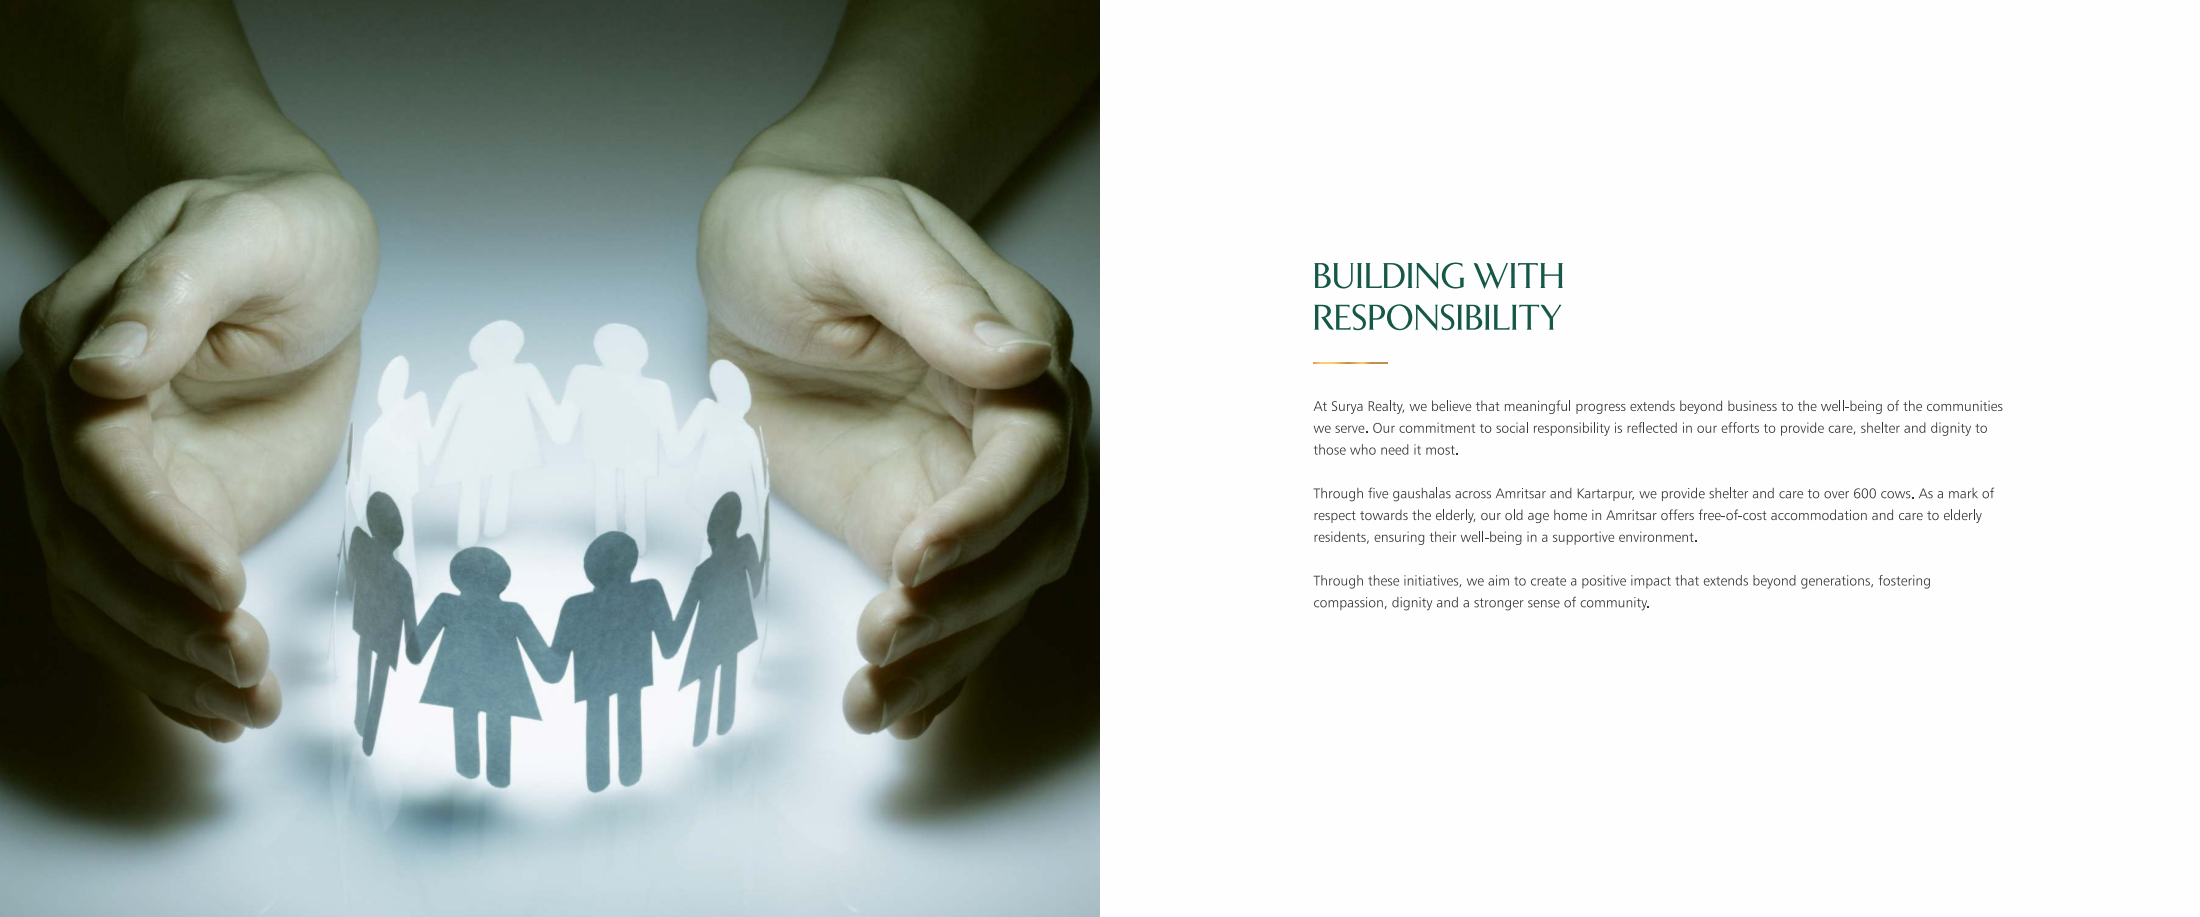 BUILDING WITH
RESPONSIBILITY
At Surya Realty, we believe that meaningful progress extends beyond business to the well-being of the communities
we serve. Our commitment to social responsibility is reflected in our efforts to provide care, shelter and dignity to
those who need it most.
Through five gaushalas across Amritsar and Kartarpur, we provide shelter and care to over 600 cows. As a mark of
respect towards the elderly, our old age home in Amritsar offers free-of-cost accommodation and care to elderly
residents, ensuring their well-being in a supportive environment.
Through these initiatives, we aim to create a positive impact that extends beyond generations, fostering
compassion, dignity and a stronger sense of community.